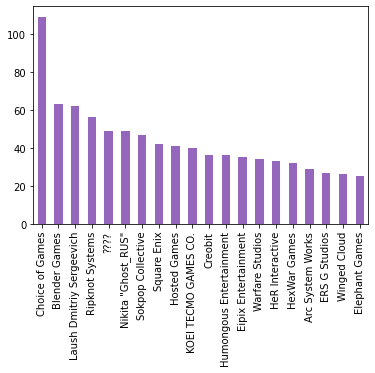 100
80
60
40
20
0
Choice of Games
Blender Games
Laush Dmitriy Sergeevich
Ripknot Systems
????
Nikita "Ghost_RUS"
Sokpop Collective
Square Enix
Hosted Games
KOEI TECMO GAMES CO.
Creobit
Humongous Entertainment
Eipix Entertainment
Warfare Studios
HeR Interactive
HexWar Games
Arc System Works
ERS G Studios
Winged Cloud
Elephant Games